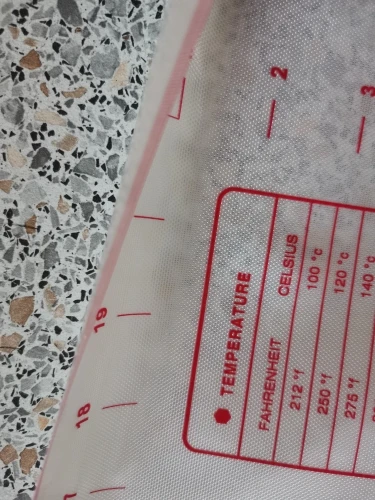 2
3
TEMPERATURE
FAHRENHEIT CELSIUS
212 °f 100 °c
250 °f 120 °c
275 °f 140 °c
19
18